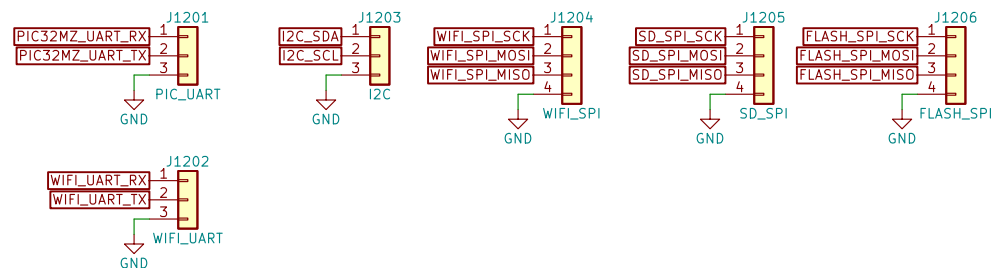 J1201
PIC32MZ_UART_RX 1
PIC32MZ_UART_TX 2
3
PIC_UART
GND
J1203
I2C_SDA 1
I2C_SCL 2
3
I2C
GND
J1204
WIFI_SPI_SCK 1
WIFI_SPI_MOSI 2
WIFI_SPI_MISO 3
4
WIFI_SPI
GND
J1205
SD_SPI_SCK 1
SD_SPI_MOSI 2
SD_SPI_MISO 3
4
SD_SPI
GND
J1206
FLASH_SPI_SCK 1
FLASH_SPI_MOSI 2
FLASH_SPI_MISO 3
4
FLASH_SPI
GND
J1202
WIFI_UART_RX 1
WIFI_UART_TX 2
3
WIFI_UART
GND